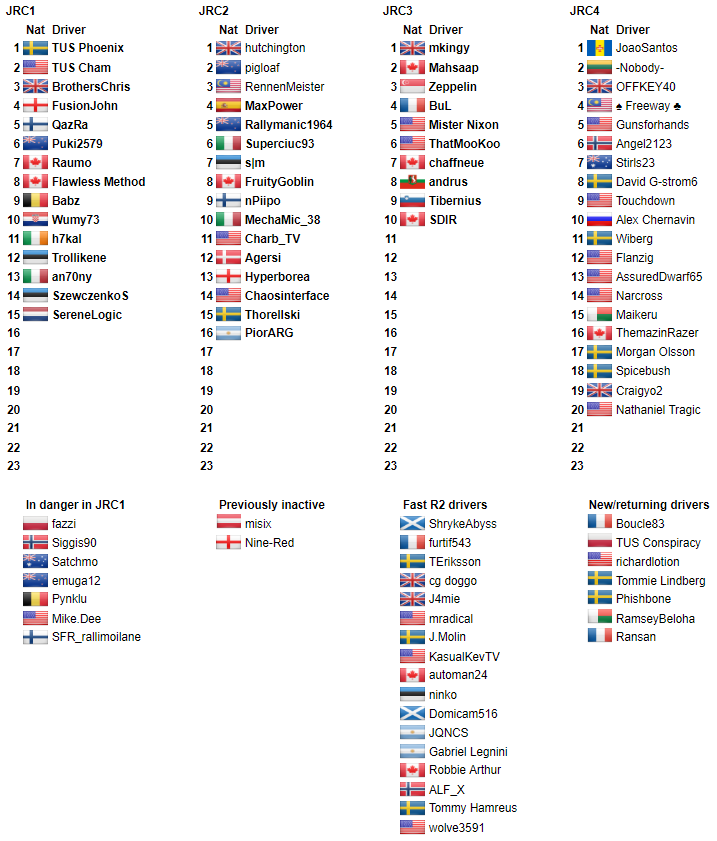 JRC1
Nat Driver
1 TUS Phoenix
2 TUS Cham
3 BrothersChris
4 FusionJohn
5 QazRa
6 Puki2579
7 Raumo
8 Flawless Method
9 Babz
10 Wumy73
11 h7kal
12 Trollikene
13 an70ny
14 SzewczenkoS
15 SereneLogic
16
17
18
19
20
21
22
23
JRC2
Nat Driver
1 hutchington
2 pigloaf
3 RennenMeister
4 MaxPower
5 Rallymanic1964
6 Superciuc93
7 s|m
8 FruityGoblin
9 nPiipo
10 MechaMic_38
11 Charb_TV
12 Agersi
13 Hyperborea
14 Chaosinterface
15 Thorellski
16 PiorARG
17
18
19
20
21
22
23
JRC3
Nat Driver
1 mkingy
2 Mahsaap
3 Zeppelin
4 BuL
5 Mister Nixon
6 ThatMooKoo
7 chaffneue
8 andrus
9 Tibernius
10 SDIR
11
12
13
14
15
16
17
18
19
20
21
22
23
JRC4
Nat Driver
1 JoaoSantos
2 -Nobody-
3 OFFKEY40
4 ♠ Freeway ♣
5 Gunsforhands
6 Angel2123
7 Stirls23
8 David G-strom6
9 Touchdown
10 Alex Chernavin
11 Wiberg
12 Flanzig
13 AssuredDwarf65
14 Narcross
15 Maikeru
16 ThemazinRazer
17 Morgan Olsson
18 Spicebush
19 Craigyo2
20 Nathaniel Tragic
21
22
23
In danger in JRC1
fazzi
Siggis90
Satchmo
emuga12
Pynklu
Mike.Dee
SFR_rallimoilane
Previously inactive
misix
Nine-Red
Fast R2 drivers
ShrykeAbyss
furtif543
TEriksson
cg doggo
J4mie
mradical
J.Molin
KasualKevTV
automan24
ninko
Domicam516
JQNCS
Gabriel Legnini
Robbie Arthur
ALF_X
Tommy Hamreus
wolve3591
New/returning drivers
Boucle83
TUS Conspiracy
richardlotion
Tommie Lindberg
Phishbone
RamseyBeloha
Ransan